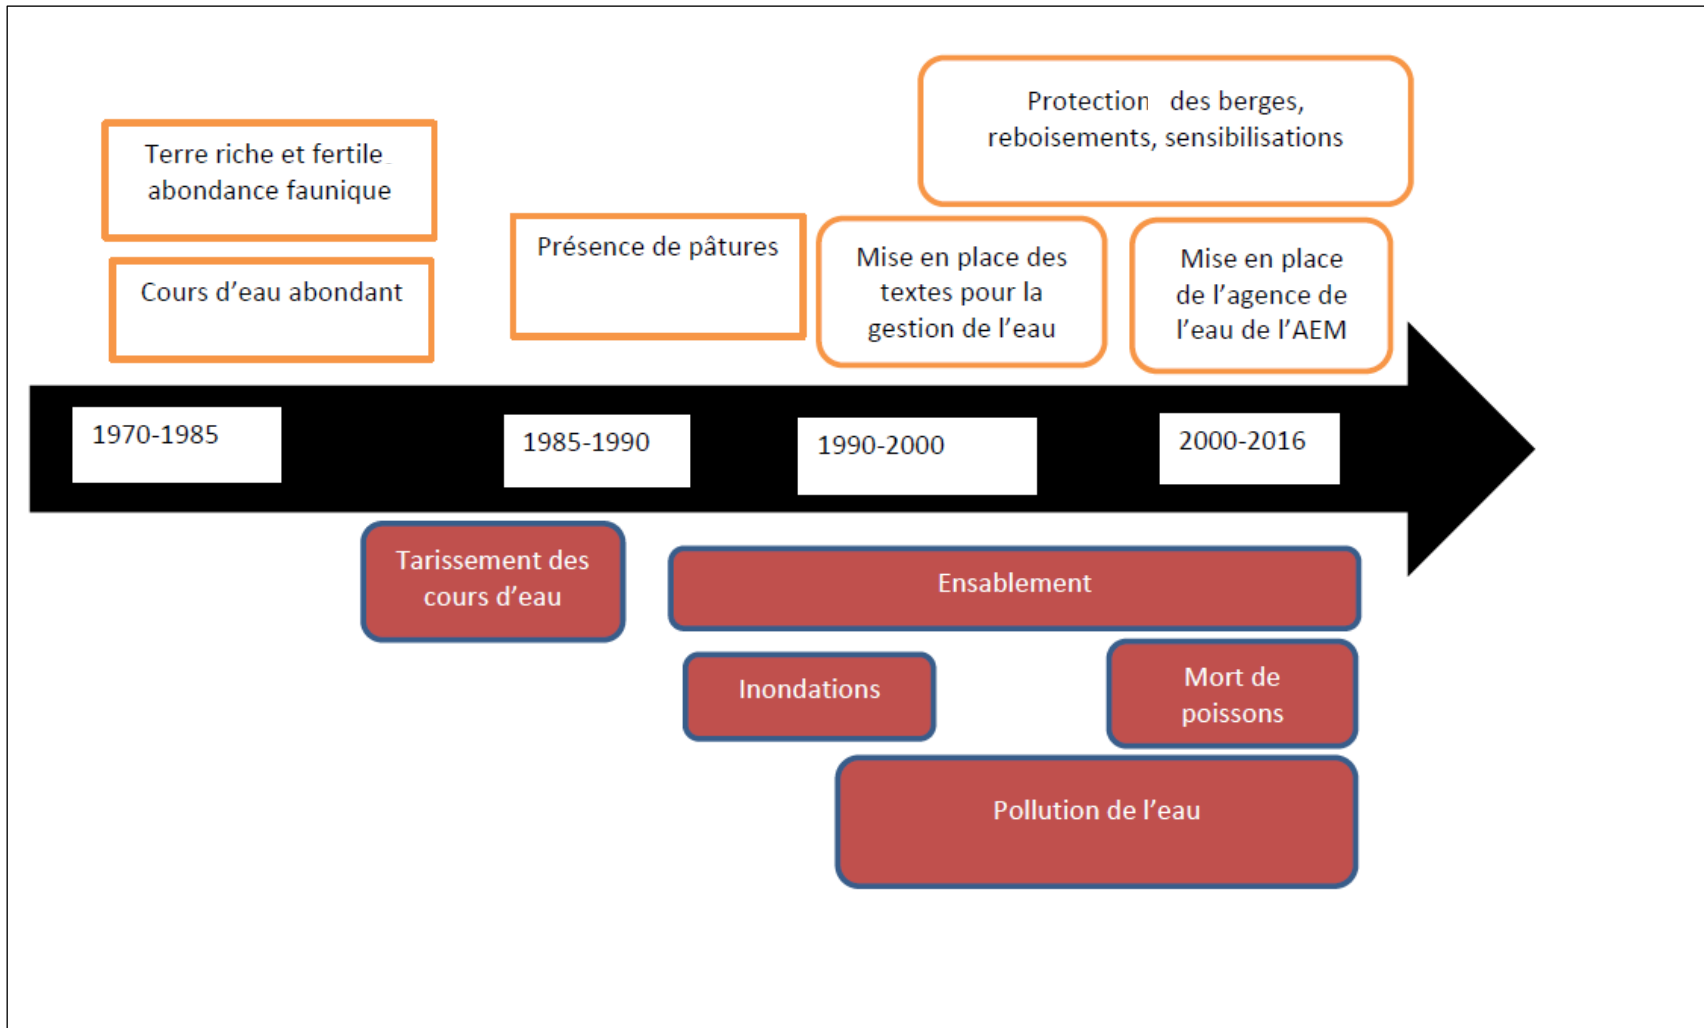 Protection des berges,
reboisements, sensibilisations
Terre riche et fertile
abondance faunique
Cours d'eau abondant
Présence de pâtures
Mise en place des
textes pour la
gestion de l'eau
Mise en place
de l'agence de
l'eau de l'AEM
1970-1985
1985-1990
1990-2000
2000-2016
Tarissement des
cours d'eau
Ensablement
Inondations
Mort de
poissons
Pollution de l'eau